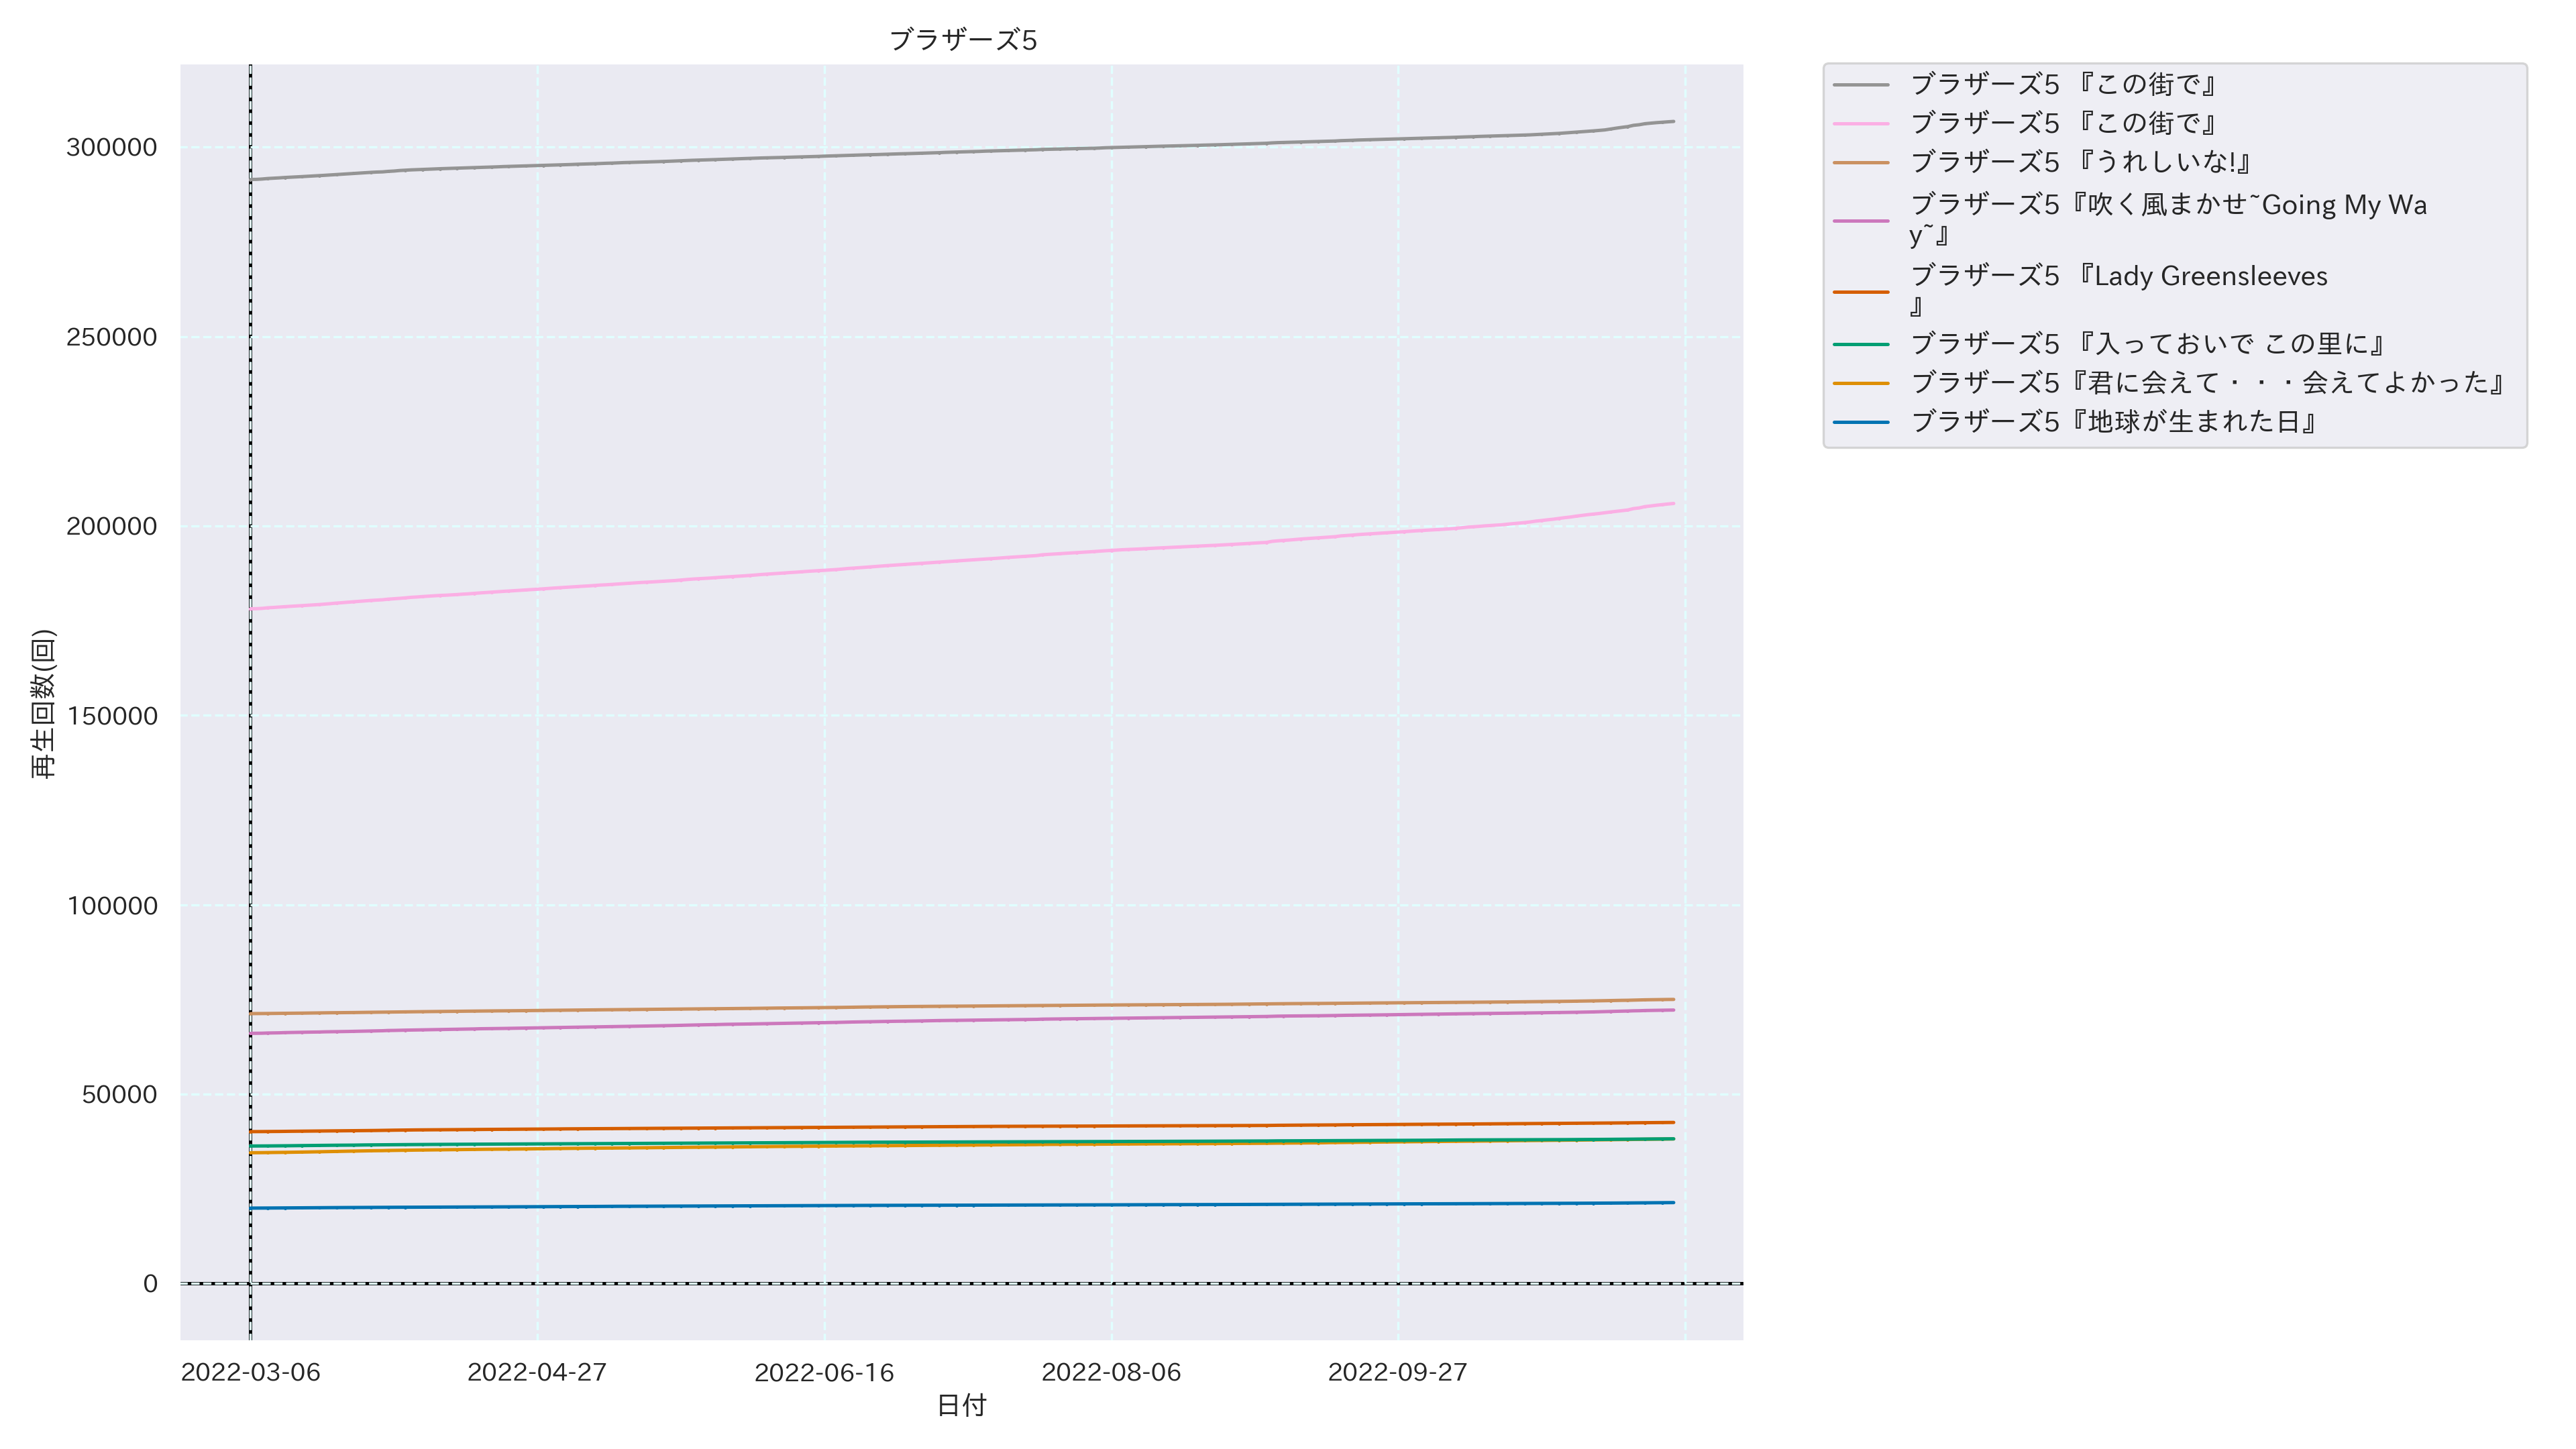 ブラザーズ5
300000
250000
200000
150000
100000
50000
0
再生回数(回)
2022-03-06
2022-04-27
2022-06-16
2022-08-06
2022-09-27
日付
ブラザーズ5 『この街で』
ブラザーズ5 『この街で』
ブラザーズ5 『うれしいな!』
ブラザーズ5『吹く風まかせ~Going My Wa
y~』
ブラザーズ5 『Lady Greensleeves
』
ブラザーズ5 『入っておいで この里に』
ブラザーズ5『君に会えて・・・会えてよかった』
ブラザーズ5『地球が生まれた日』